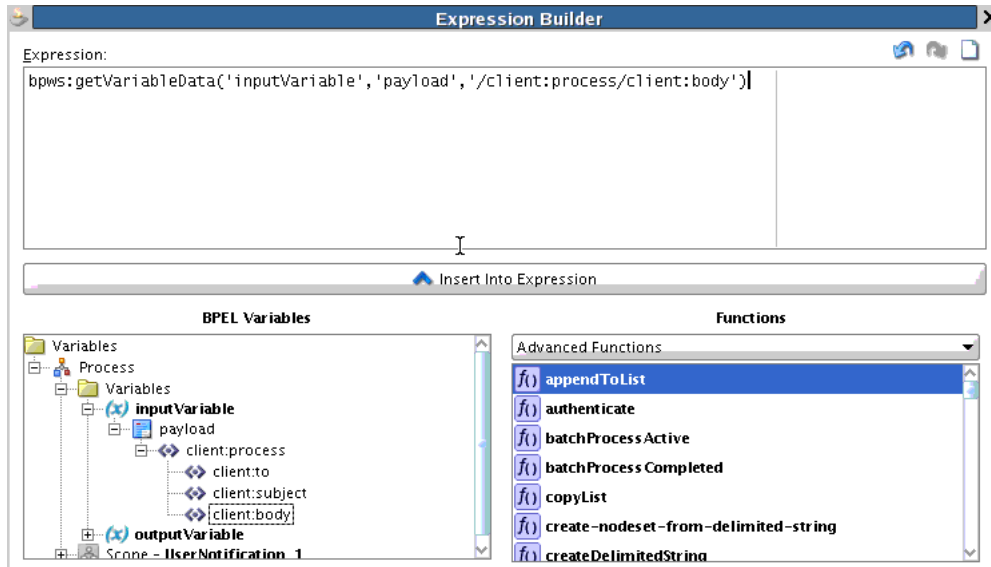 Expression Builder
Expression:
bpws:getVariableData('inputVariable','payload','/client:process/client:body')
Insert Into Expression
BPEL Variables
Functions
Variables
Process
Variables
(x) inputVariable
payload
client:process
client:to
client:subject
client:body
(x) outputVariable
Scope - UserNotification_1
Advanced Functions
f() appendToList
f() authenticate
f() batchProcessActive
f() batchProcessCompleted
f() copyList
f() create-nodeset-from-delimited-string
f() createDelimitedString